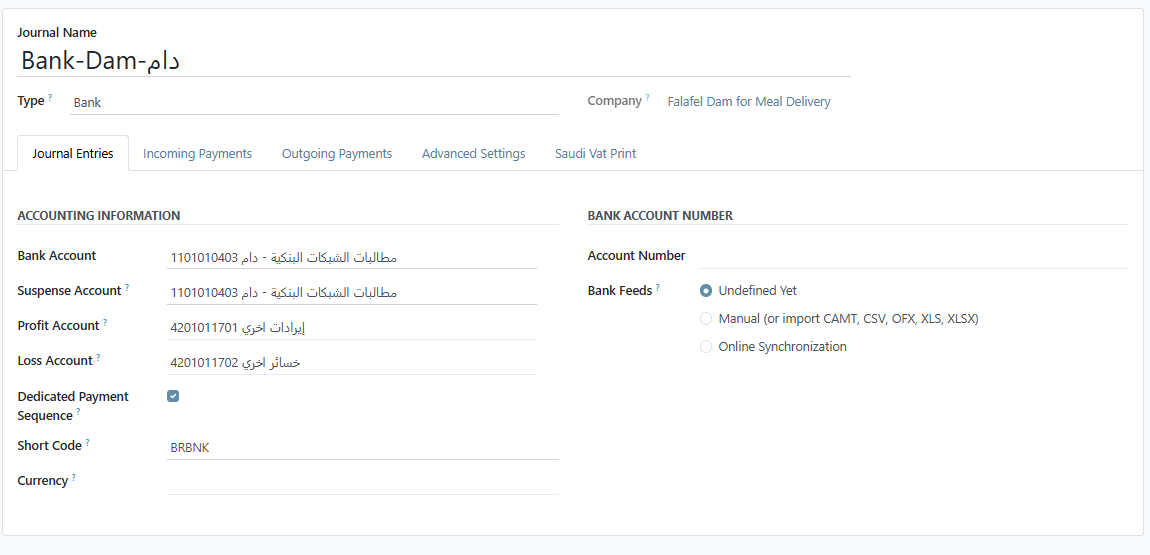 Journal Name
Bank-Dam-دام
Type ? Bank
Company ? Falafel Dam for Meal Delivery
Journal Entries Incoming Payments Outgoing Payments Advanced Settings Saudi Vat Print
ACCOUNTING INFORMATION
Bank Account 1101010403 مطالبات الشبكات البنكية - دام
Suspense Account ? 1101010403 مطالبات الشبكات البنكية - دام
Profit Account ? 4201011701 إيرادات اخري
Loss Account ? 4201011702 خسائر اخري
Dedicated Payment
Sequence ?
Short Code ? BRBNK
Currency ?
BANK ACCOUNT NUMBER
Account Number
Bank Feeds ? Undefined Yet
Manual (or import CAMT, CSV, OFX, XLS, XLSX)
Online Synchronization